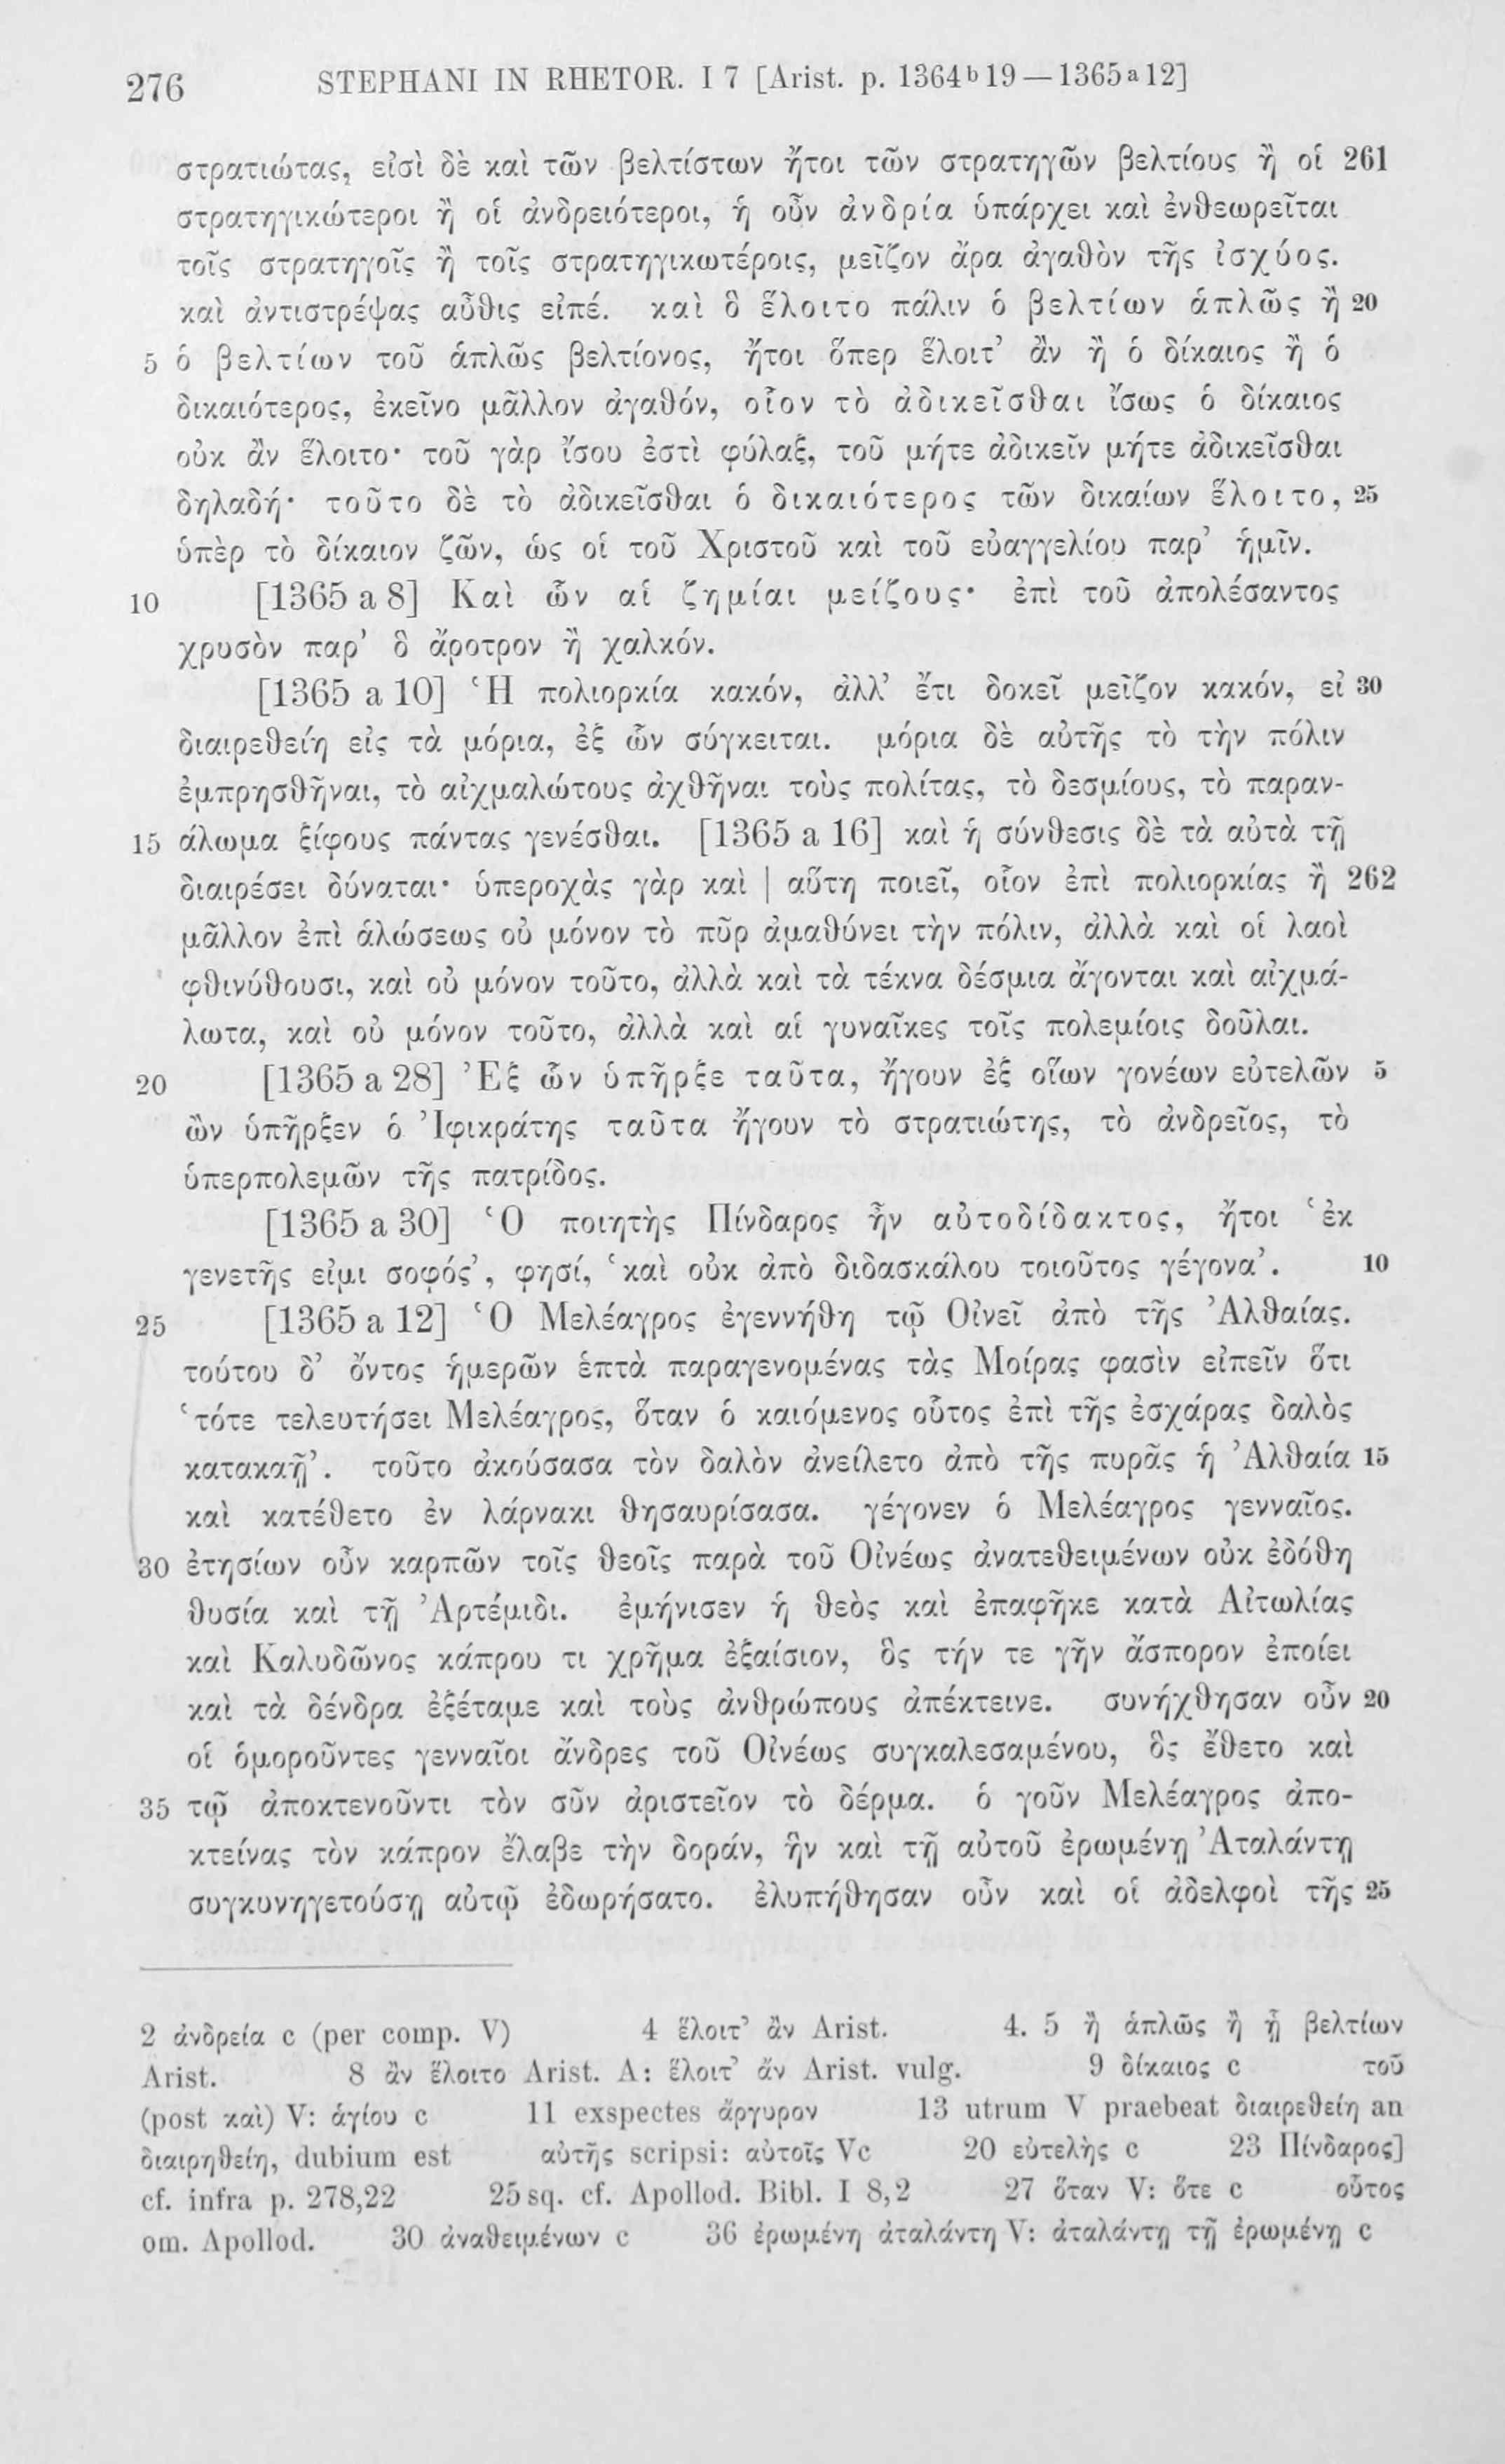 276 STEPHANI IN RHETOR. I 7 [Arist. p. 1364ᵇ19—1365ᵃ12]
στρατιώτας, εἰσὶ δὲ καὶ τῶν βελτίστων ἤτοι τῶν στρατηγῶν βελτίους ἢ οἱ 261
στρατηγικώτεροι ἢ οἱ ἀνδρειότεροι, ἡ οὖν ἀνδρία ὑπάρχει καὶ ἐνθεωρεῖται
τοῖς στρατηγοῖς ἢ τοῖς στρατηγικωτέροις, μεῖζον ἄρα ἀγαθὸν τῆς ἰσχύος.
καὶ ἀντιστρέψας αὖθις εἰπέ. καὶ ὃ ἕλοιτο πάλιν ὁ βελτίων ἁπλῶς ἢ 20
5 ὁ βελτίων τοῦ ἁπλῶς βελτίονος, ἤτοι ὅπερ ἕλοιτ’ ἂν ἢ ὁ δίκαιος ἢ ὁ
δικαιότερος, ἐκεῖνο μᾶλλον ἀγαθόν, οἷον τὸ ἀδικεῖσθαι ἴσως ὁ δίκαιος
οὐκ ἂν ἕλοιτο· τοῦ γὰρ ἴσου ἐστὶ φύλαξ, τοῦ μήτε ἀδικεῖν μήτε ἀδικεῖσθαι
δηλαδή· τοῦτο δὲ τὸ ἀδικεῖσθαι ὁ δικαιότερος τῶν δικαίων ἕλοιτο, 25
ὑπὲρ τὸ δίκαιον ζῶν, ὡς οἱ τοῦ Χριστοῦ καὶ τοῦ εὐαγγελίου παρ’ ἡμῖν.
10 [1365 a 8] Καὶ ὧν αἱ ζημίαι μείζους· ἐπὶ τοῦ ἀπολέσαντος
χρυσὸν παρ’ ὃ ἄροτρον ἢ χαλκόν.
[1365 a 10] Ἡ πολιορκία κακόν, ἀλλ’ ἔτι δοκεῖ μεῖζον κακόν, εἰ 30
διαιρεθείη εἰς τὰ μόρια, ἐξ ὧν σύγκειται. μόρια δὲ αὐτῆς τὸ τὴν πόλιν
ἐμπρησθῆναι, τὸ αἰχμαλώτους ἀχθῆναι τοὺς πολίτας, τὸ δεσμίους, τὸ παραν-
15 άλωμα ξίφους πάντας γενέσθαι. [1365 a 16] καὶ ἡ σύνθεσις δὲ τὰ αὐτὰ τῇ
διαιρέσει δύναται· ὑπεροχὰς γὰρ καὶ | αὕτη ποιεῖ, οἷον ἐπὶ πολιορκίας ἢ 262
μᾶλλον ἐπὶ ἁλώσεως οὐ μόνον τὸ πῦρ ἀμαθύνει τὴν πόλιν, ἀλλὰ καὶ οἱ λαοὶ
φθινύθουσι, καὶ οὐ μόνον τοῦτο, ἀλλὰ καὶ τὰ τέκνα δέσμια ἄγονται καὶ αἰχμά-
λωτα, καὶ οὐ μόνον τοῦτο, ἀλλὰ καὶ αἱ γυναῖκες τοῖς πολεμίοις δοῦλαι.
20 [1365 a 28] Ἐξ ὧν ὑπῆρξε ταῦτα, ἤγουν ἐξ οἵων γονέων εὐτελῶν 5
ὢν ὑπῆρξεν ὁ Ἰφικράτης ταῦτα ἤγουν τὸ στρατιώτης, τὸ ἀνδρεῖος, τὸ
ὑπερπολεμῶν τῆς πατρίδος.
[1365 a 30] Ὁ ποιητὴς Πίνδαρος ἦν αὐτοδίδακτος, ἤτοι ‘ἐκ
γενετῆς εἰμι σοφός’, φησί, ‘καὶ οὐκ ἀπὸ διδασκάλου τοιοῦτος γέγονα’. 10
25 [1365 a 12] Ὁ Μελέαγρος ἐγεννήθη τῷ Οἰνεῖ ἀπὸ τῆς Ἀλθαίας.
τούτου δ’ ὄντος ἡμερῶν ἑπτὰ παραγενομένας τὰς Μοίρας φασὶν εἰπεῖν ὅτι
‘τότε τελευτήσει Μελέαγρος, ὅταν ὁ καιόμενος οὗτος ἐπὶ τῆς ἐσχάρας δαλὸς
κατακαῇ’. τοῦτο ἀκούσασα τὸν δαλὸν ἀνείλετο ἀπὸ τῆς πυρᾶς ἡ Ἀλθαία 15
καὶ κατέθετο ἐν λάρνακι θησαυρίσασα. γέγονεν ὁ Μελέαγρος γενναῖος.
30 ἐτησίων οὖν καρπῶν τοῖς θεοῖς παρὰ τοῦ Οἰνέως ἀνατεθειμένων οὐκ ἐδόθη
θυσία καὶ τῇ Ἀρτέμιδι. ἐμήνισεν ἡ θεὸς καὶ ἐπαφῆκε κατὰ Αἰτωλίας
καὶ Καλυδῶνος κάπρου τι χρῆμα ἐξαίσιον, ὃς τήν τε γῆν ἄσπορον ἐποίει
καὶ τὰ δένδρα ἐξέταμε καὶ τοὺς ἀνθρώπους ἀπέκτεινε. συνήχθησαν οὖν 20
οἱ ὁμοροῦντες γενναῖοι ἄνδρες τοῦ Οἰνέως συγκαλεσαμένου, ὃς ἔθετο καὶ
35 τῷ ἀποκτενοῦντι τὸν σῦν ἀριστεῖον τὸ δέρμα. ὁ γοῦν Μελέαγρος ἀπο-
κτείνας τὸν κάπρον ἔλαβε τὴν δοράν, ἣν καὶ τῇ αὐτοῦ ἐρωμένῃ Ἀταλάντῃ
συγκυνηγετούσῃ αὐτῷ ἐδωρήσατο. ἐλυπήθησαν οὖν καὶ οἱ ἀδελφοὶ τῆς 25
2 ἀνδρεία c (per comp. V) 4 ἕλοιτ’ ἂν Arist. 4. 5 ἢ ἁπλῶς ἢ ᾗ βελτίων
Arist. 8 ἂν ἕλοιτο Arist. A: ἕλοιτ’ ἄν Arist. vulg. 9 δίκαιος c τοῦ
(post καὶ) V: ἁγίου c 11 exspectes ἄργυρον 13 utrum V praebeat διαιρεθείη an
διαιρηθείη, dubium est αὐτῆς scripsi: αὐτοῖς Vc 20 εὐτελὴς c 23 Πίνδαρος]
cf. infra p. 278,22 25 sq. cf. Apollod. Bibl. I 8,2 27 ὅταν V: ὅτε c οὗτος
om. Apollod. 30 ἀναθειμένων c 36 ἐρωμένη ἀταλάντη V: ἀταλάντῃ τῇ ἐρωμένῃ c